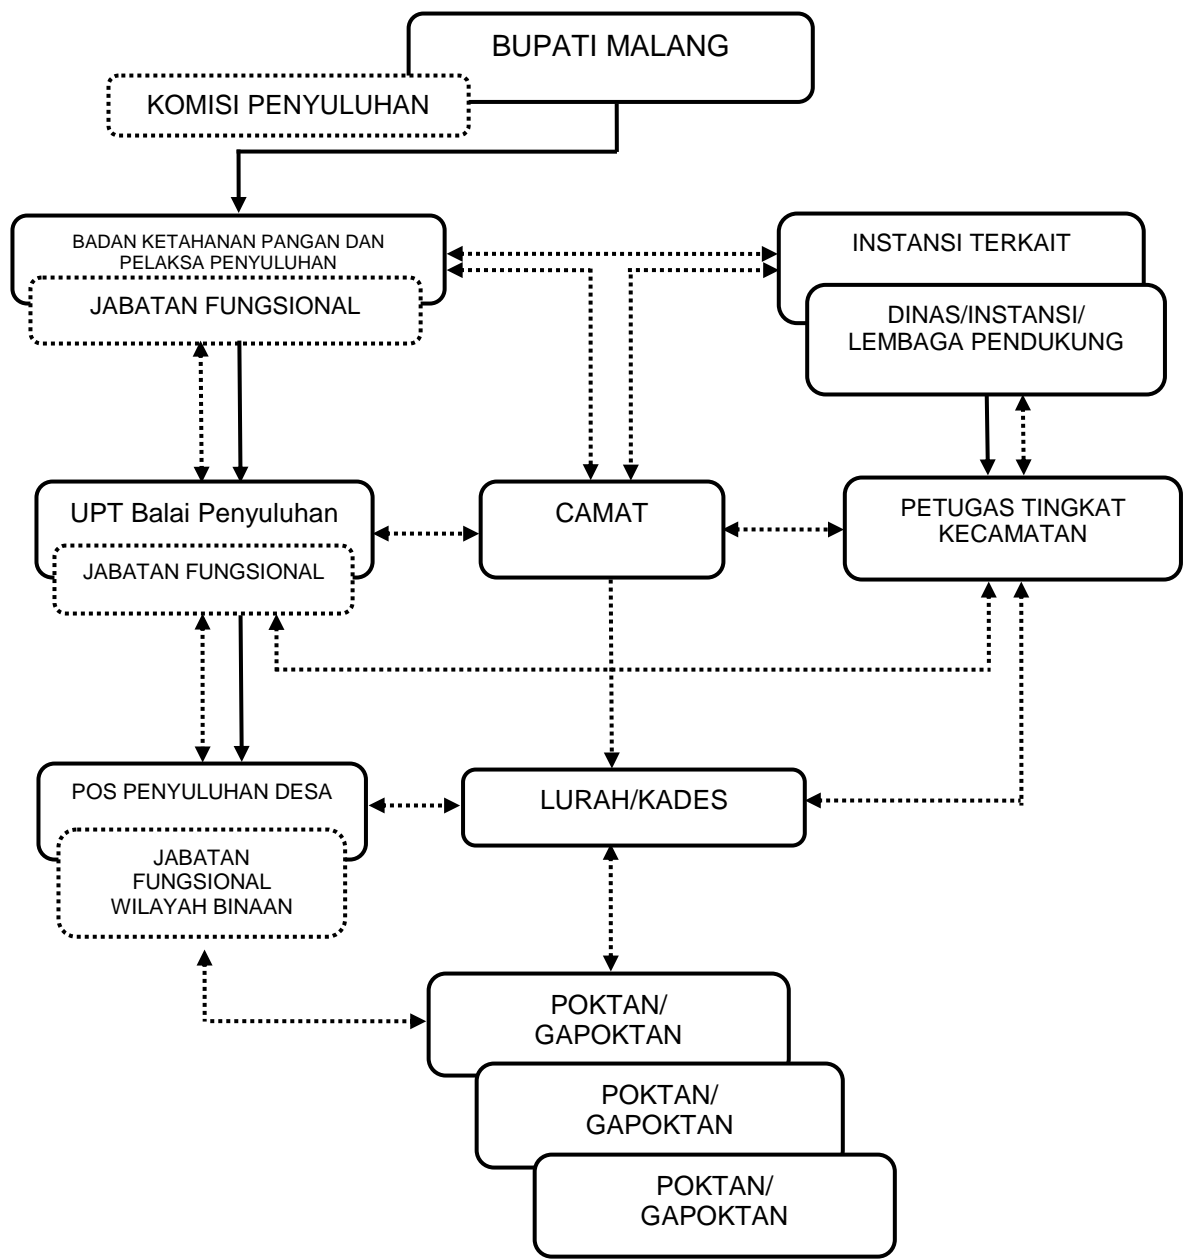 BUPATI MALANG
KOMISI PENYULUHAN
BADAN KETAHANAN PANGAN DAN
PELAKSA PENYULUHAN
JABATAN FUNGSIONAL
INSTANSI TERKAIT
DINAS/INSTANSI/
LEMBAGA PENDUKUNG
UPT Balai Penyuluhan
JABATAN FUNGSIONAL
CAMAT
PETUGAS TINGKAT
KECAMATAN
POS PENYULUHAN DESA
JABATAN
FUNGSIONAL
WILAYAH BINAAN
LURAH/KADES
POKTAN/
GAPOKTAN
POKTAN/
GAPOKTAN
POKTAN/
GAPOKTAN